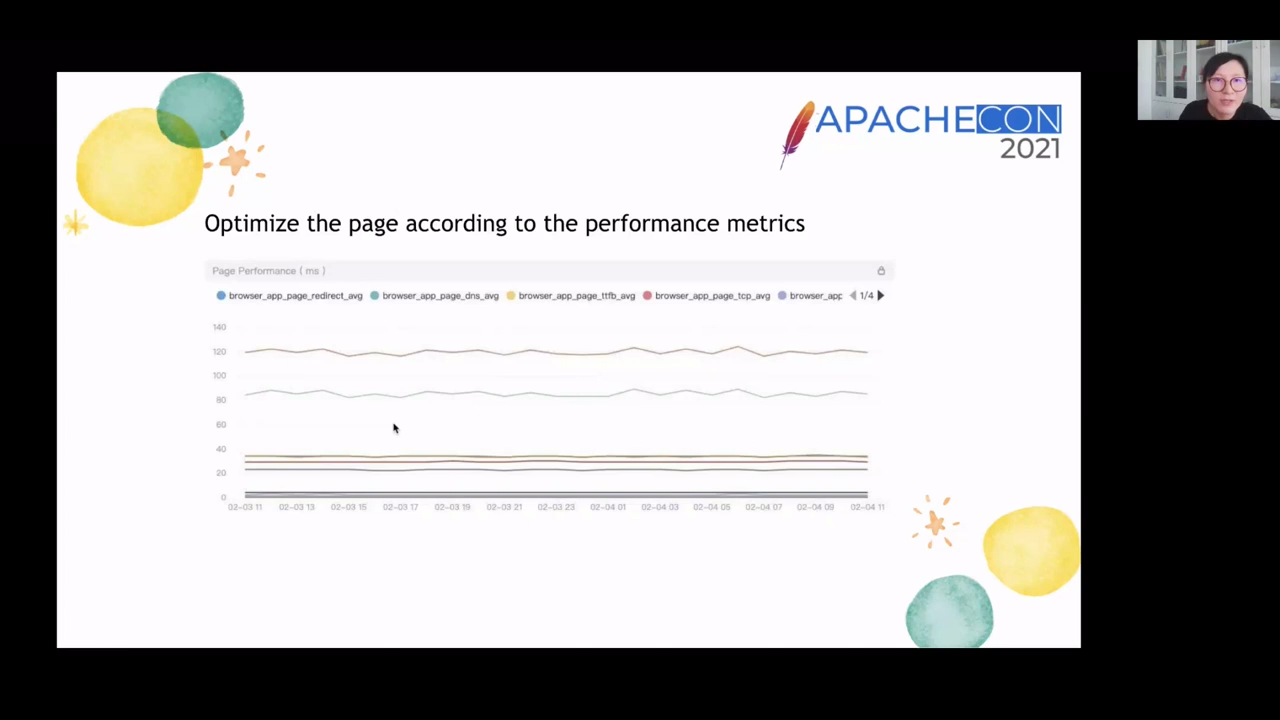 APACHECON
2021
Optimize the page according to the performance metrics
Page Performance ( ms )
browser_app_page_redirect_avg browser_app_page_dns_avg browser_app_page_ttfb_avg browser_app_page_tcp_avg browser_app 1/4
140
120
100
80
60
40
20
0
02-03 11 02-03 13 02-03 15 02-03 17 02-03 19 02-03 21 02-03 23 02-04 01 02-04 03 02-04 05 02-04 07 02-04 09 02-04 11